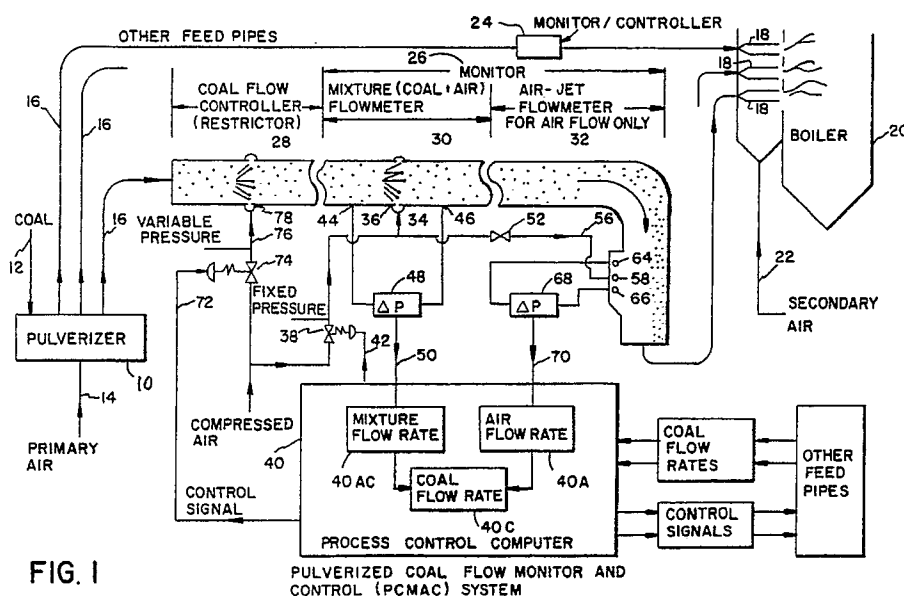 24
MONITOR/CONTROLLER
OTHER FEED PIPES
26
MONITOR
COAL FLOW
CONTROLLER
(RESTRICTOR)
28
MIXTURE (COAL + AIR)
FLOWMETER
30
AIR-JET
FLOWMETER
FOR AIR FLOW ONLY
32
18
18
18
BOILER
20
16
16
16
COAL
12
VARIABLE
PRESSURE
78
76
74
44
36
34
46
52
56
64
58
66
48
ΔP
68
ΔP
22
SECONDARY
AIR
72
FIXED
PRESSURE
38
42
50
70
PULVERIZER
10
14
PRIMARY
AIR
COMPRESSED
AIR
40
MIXTURE
FLOW RATE
40AC
AIR
FLOW RATE
40A
COAL
FLOW RATE
40C
PROCESS CONTROL COMPUTER
COAL
FLOW
RATES
CONTROL
SIGNALS
OTHER
FEED
PIPES
CONTROL
SIGNAL
FIG. 1
PULVERIZED COAL FLOW MONITOR AND
CONTROL (PCMAC) SYSTEM